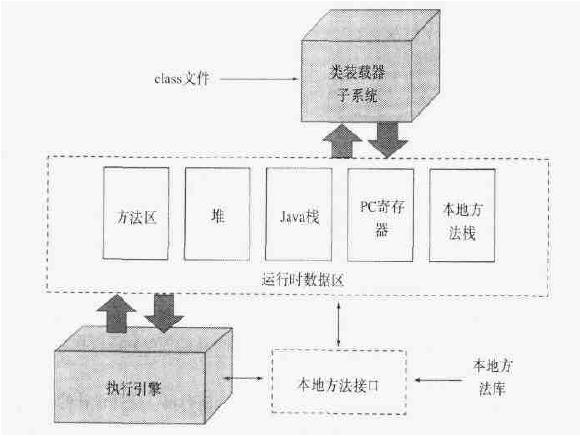 类装载器
子系统
class文件
方法区
堆
Java栈
PC寄存
器
本地方
法栈
运行时数据区
执行引擎
本地方法接口
本地方
法库